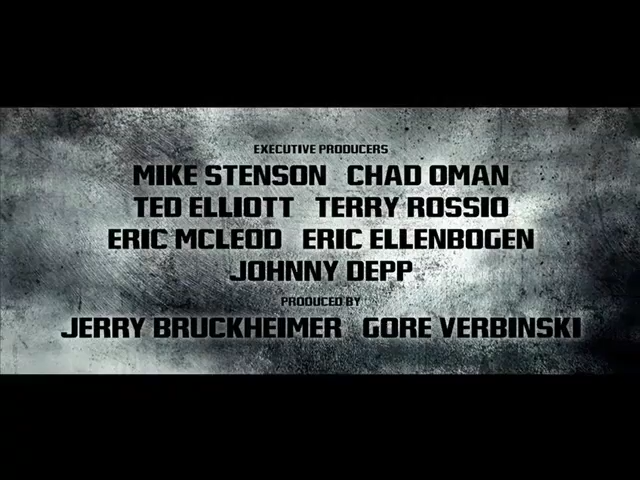 EXECUTIVE PRODUCERS
MIKE STENSON CHAD OMAN
TED ELLIOTT TERRY ROSSIO
ERIC MCLEOD ERIC ELLENBOGEN
JOHNNY DEPP
PRODUCED BY
JERRY BRUCKHEIMER GORE VERBINSKI